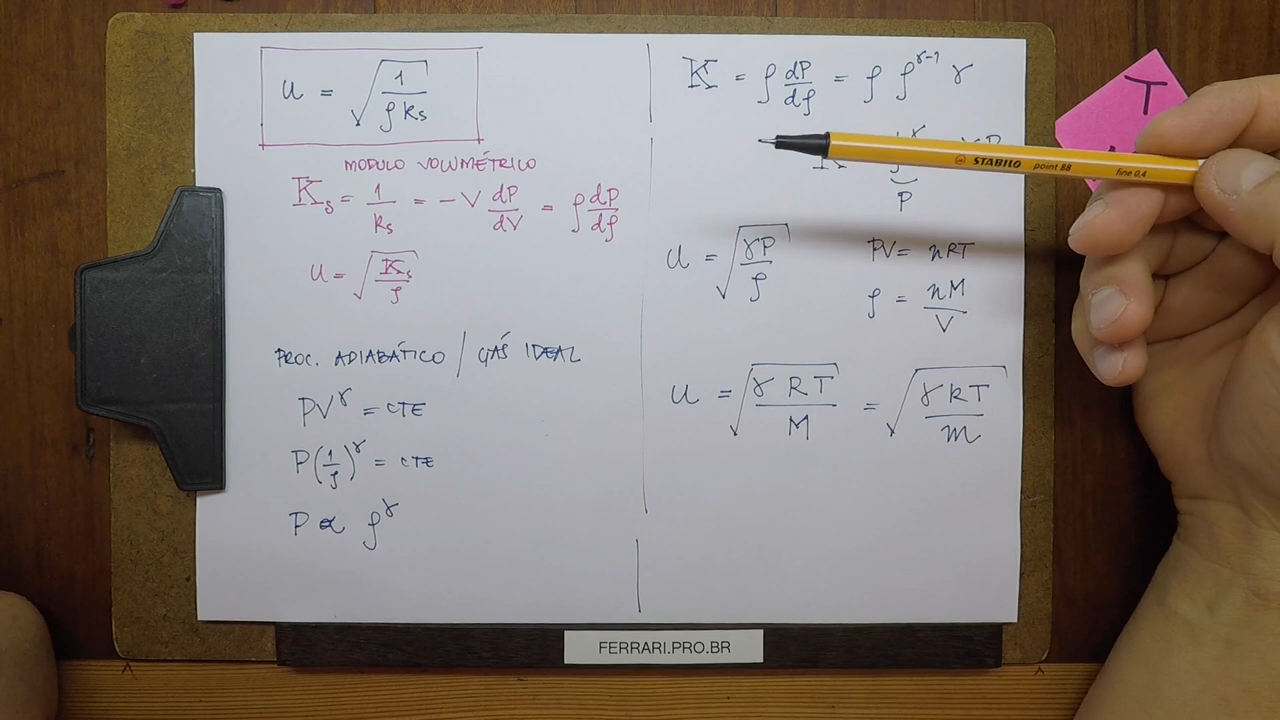 u = √(1/(ρ ks))
MODULO VOLUMÉTRICO
Ks = 1/ks = -V dP/dV = ρ dP/dρ
u = √(Ks/ρ)
PROC. ADIABÁTICO / GÁS IDEAL
PV^γ = CTE
P(1/ρ)^γ = CTE
P ∝ ρ^γ
K = ρ dP/dρ = ρ ρ^(γ-1) γ
P
u = √(γP/ρ)
PV = nRT
ρ = nM/V
u = √(γRT/M) = √(γkT/m)
T
STABILO point 88 fine 0,4
FERRARI.PRO.BR